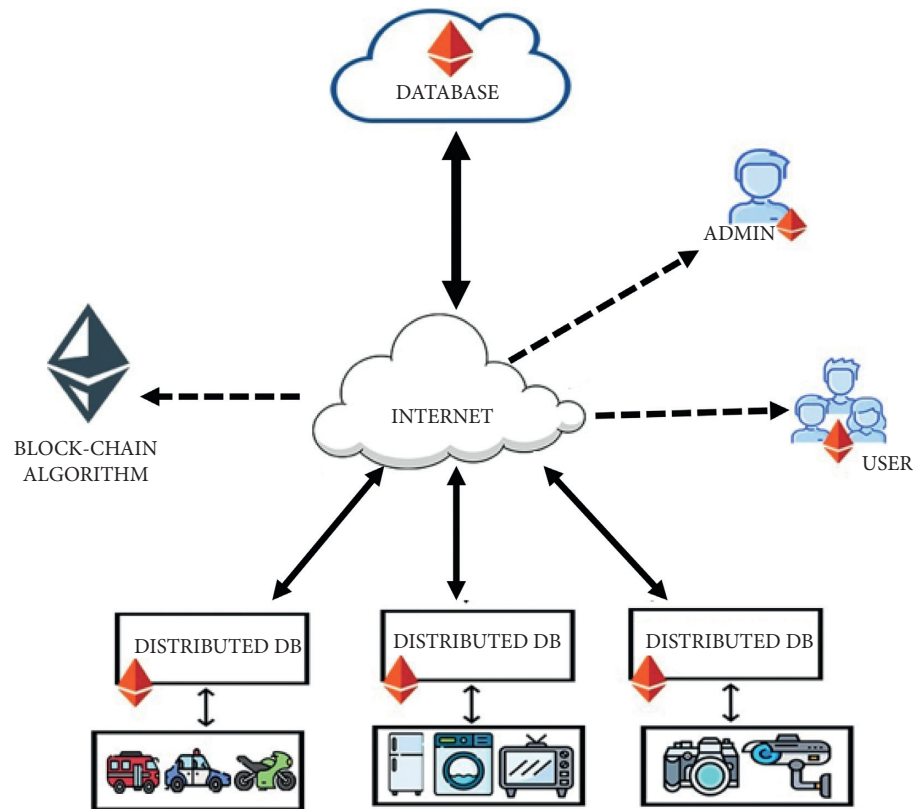 DATABASE
ADMIN
INTERNET
BLOCK-CHAIN
ALGORITHM
USER
DISTRIBUTED DB
DISTRIBUTED DB
DISTRIBUTED DB